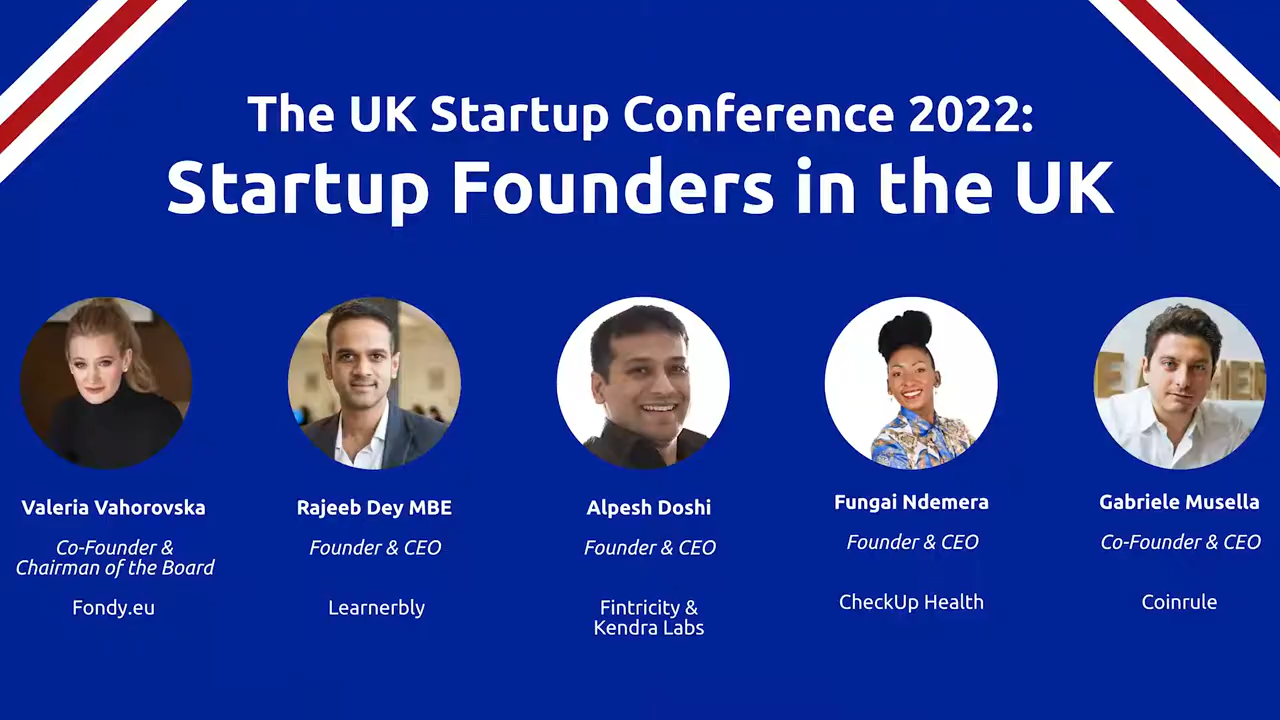 The UK Startup Conference 2022:
Startup Founders in the UK
Valeria Vahorovska
Co-Founder &
Chairman of the Board
Fondy.eu
Rajeeb Dey MBE
Founder & CEO
Learnerbly
Alpesh Doshi
Founder & CEO
Fintricity &
Kendra Labs
Fungai Ndemera
Founder & CEO
CheckUp Health
Gabriele Musella
Co-Founder & CEO
Coinrule